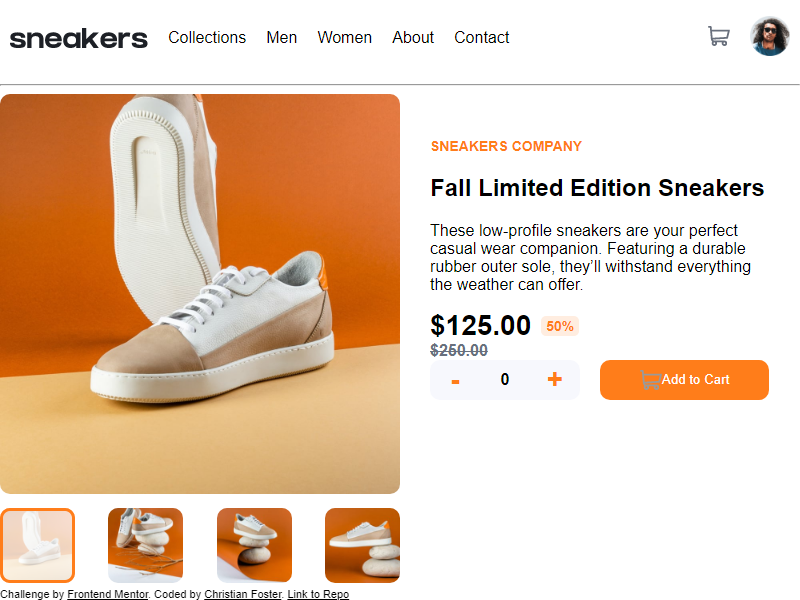 sneakers Collections Men Women About Contact
SNEAKERS COMPANY
Fall Limited Edition Sneakers
These low-profile sneakers are your perfect
casual wear companion. Featuring a durable
rubber outer sole, they’ll withstand everything
the weather can offer.
$125.00 50%
$250.00
- 0 + Add to Cart
Challenge by Frontend Mentor. Coded by Christian Foster. Link to Repo